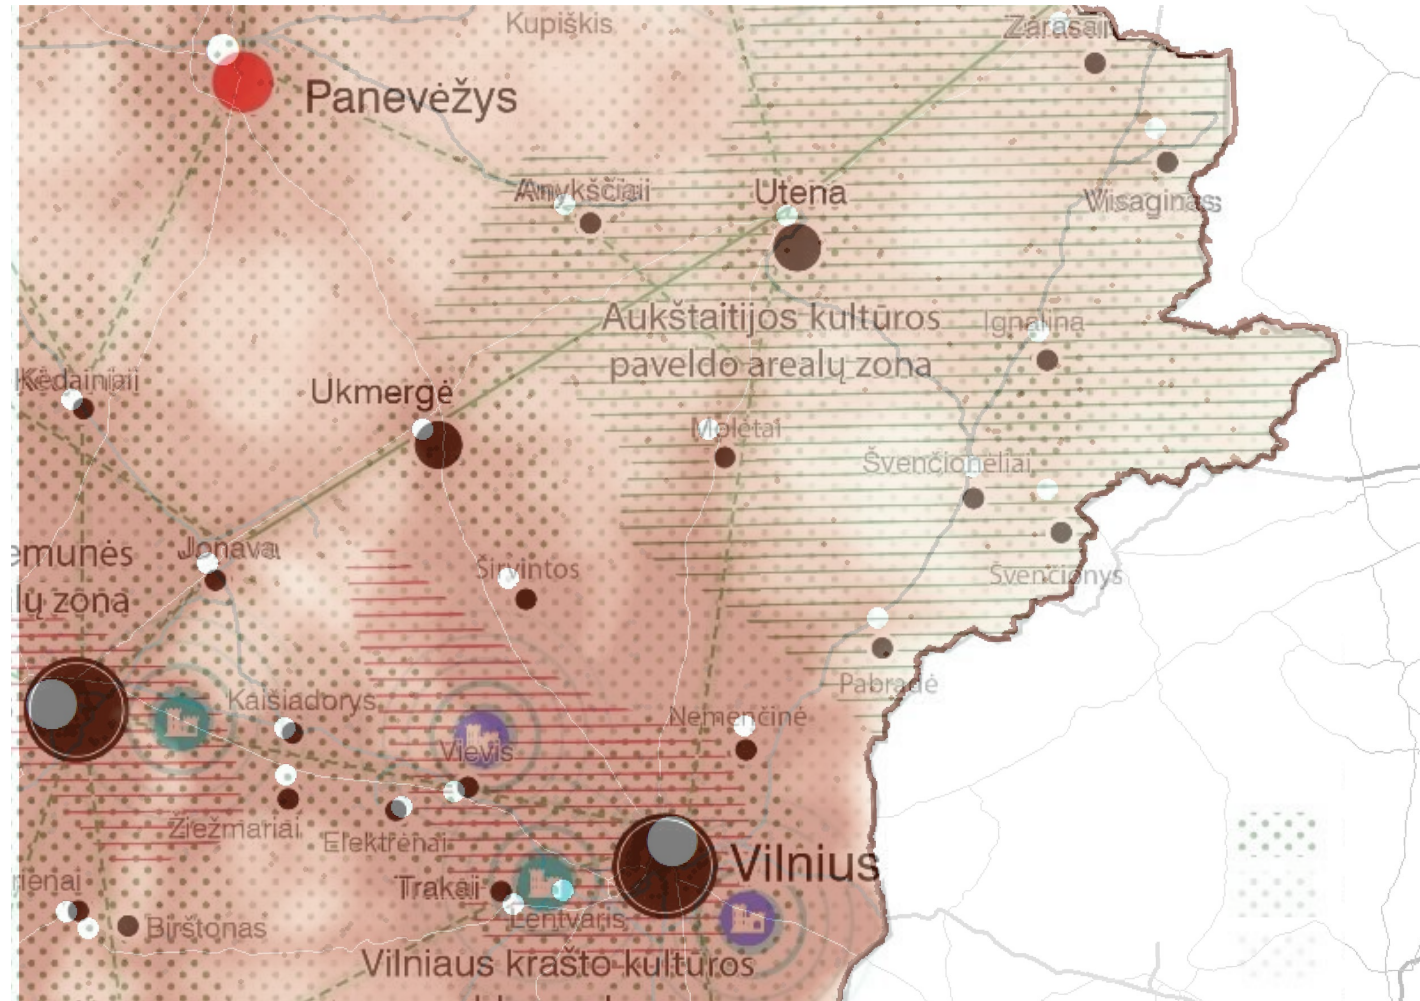 Kupiškis
Zarasai
Panevėžys
Anykščiai
Utena
Visaginas
Aukštaitijos kultūros
paveldo arealų zona
Ignalina
Kėdainiai
Ukmergė
Molėtai
Švenčionėliai
emunės
lų zona
Jonava
Širvintos
Švenčionys
Pabradė
Kaišiadorys
Nemenčinė
Vievis
Žiežmariai
Elektrėnai
Vilnius
rienai
Trakai
Lentvaris
Birštonas
Vilniaus krašto kultūros